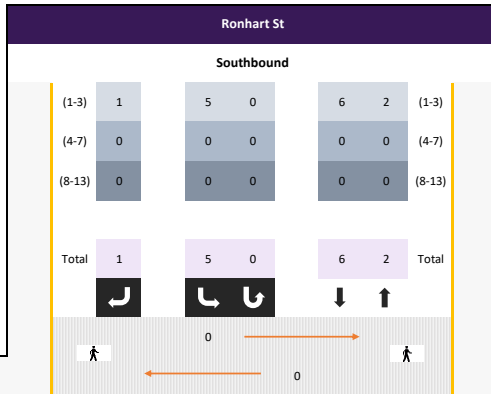 Ronhart St
Southbound
(1-3) 1 5 0 6 2 (1-3)
(4-7) 0 0 0 0 0 (4-7)
(8-13) 0 0 0 0 0 (8-13)
Total 1 5 0 6 2 Total
0
0